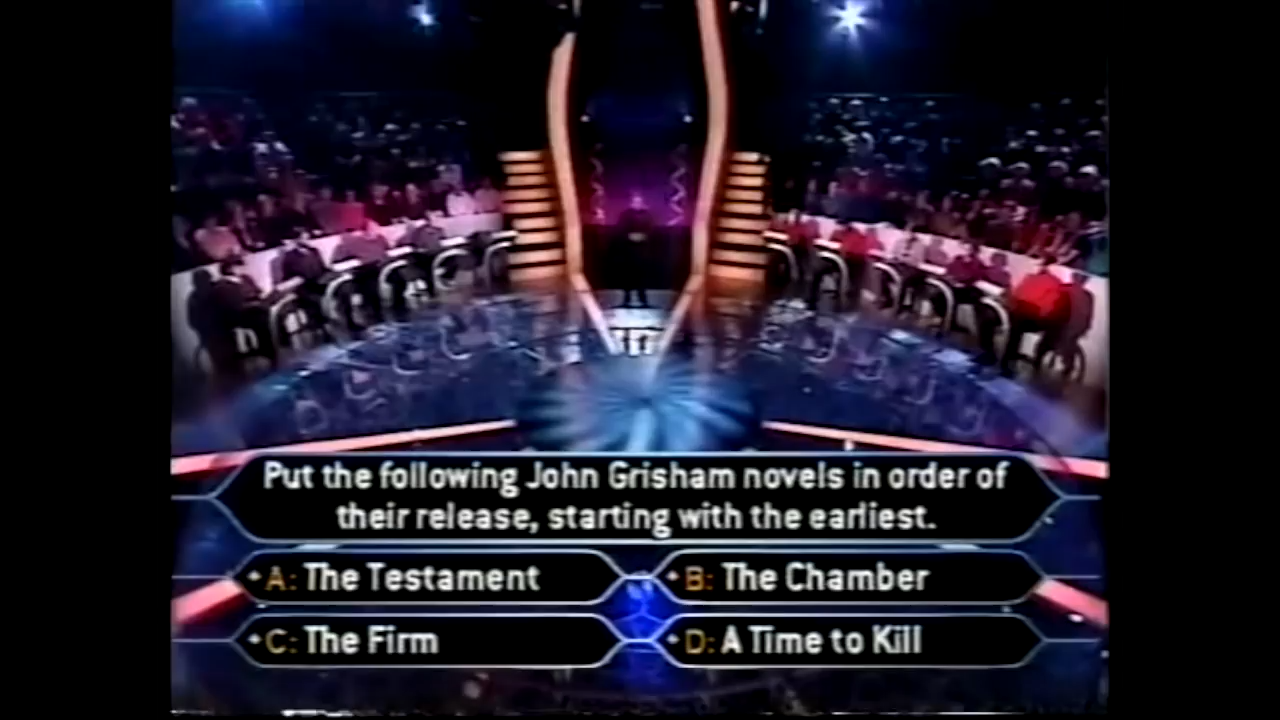 Put the following John Grisham novels in order of
their release, starting with the earliest.
A: The Testament
B: The Chamber
C: The Firm
D: A Time to Kill